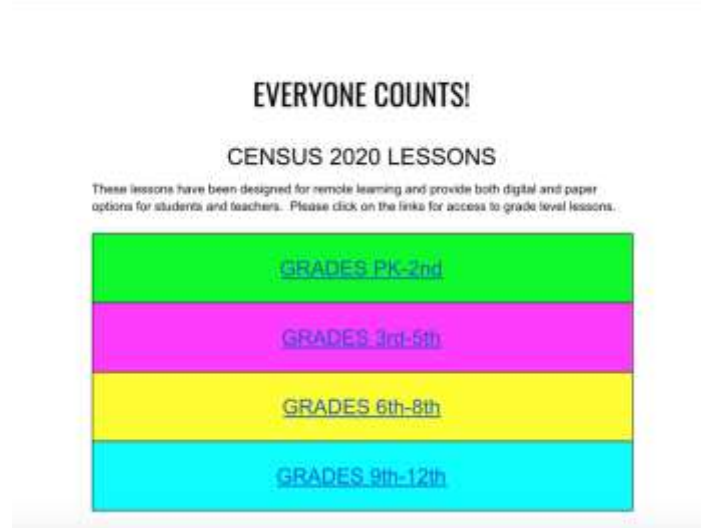 EVERYONE COUNTS!
CENSUS 2020 LESSONS
These lessons have been designed for remote learning and provide both digital and paper
options for students and teachers. Please click on the links for access to grade level lessons.
GRADES PK-2nd
GRADES 3rd-5th
GRADES 6th-8th
GRADES 9th-12th